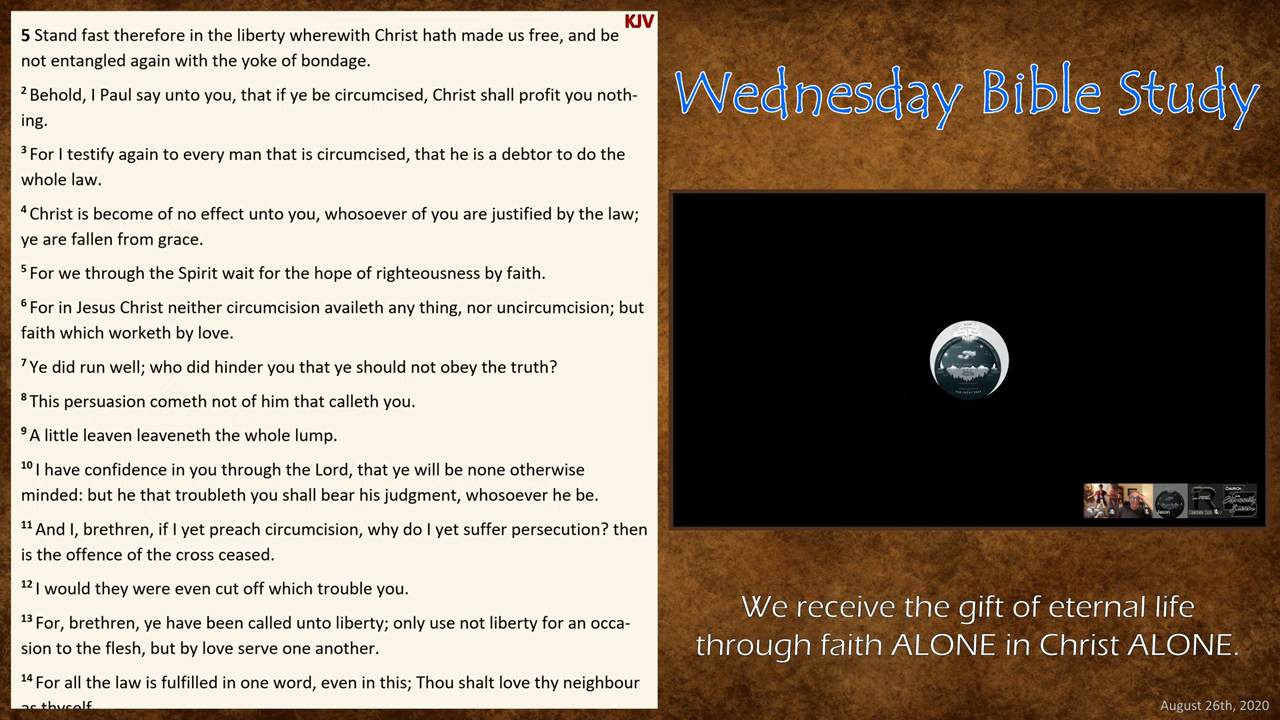 KJV
5 Stand fast therefore in the liberty wherewith Christ hath made us free, and be
not entangled again with the yoke of bondage.
2 Behold, I Paul say unto you, that if ye be circumcised, Christ shall profit you noth-
ing.
3 For I testify again to every man that is circumcised, that he is a debtor to do the
whole law.
4 Christ is become of no effect unto you, whosoever of you are justified by the law;
ye are fallen from grace.
5 For we through the Spirit wait for the hope of righteousness by faith.
6 For in Jesus Christ neither circumcision availeth any thing, nor uncircumcision; but
faith which worketh by love.
7 Ye did run well; who did hinder you that ye should not obey the truth?
8 This persuasion cometh not of him that calleth you.
9 A little leaven leaveneth the whole lump.
10 I have confidence in you through the Lord, that ye will be none otherwise
minded: but he that troubleth you shall bear his judgment, whosoever he be.
11 And I, brethren, if I yet preach circumcision, why do I yet suffer persecution? then
is the offence of the cross ceased.
12 I would they were even cut off which trouble you.
13 For, brethren, ye have been called unto liberty; only use not liberty for an occa-
sion to the flesh, but by love serve one another.
14 For all the law is fulfilled in one word, even in this; Thou shalt love thy neighbour
as thyself
Wednesday Bible Study
Jason
We receive the gift of eternal life
through faith ALONE in Christ ALONE.
August 26th, 2020